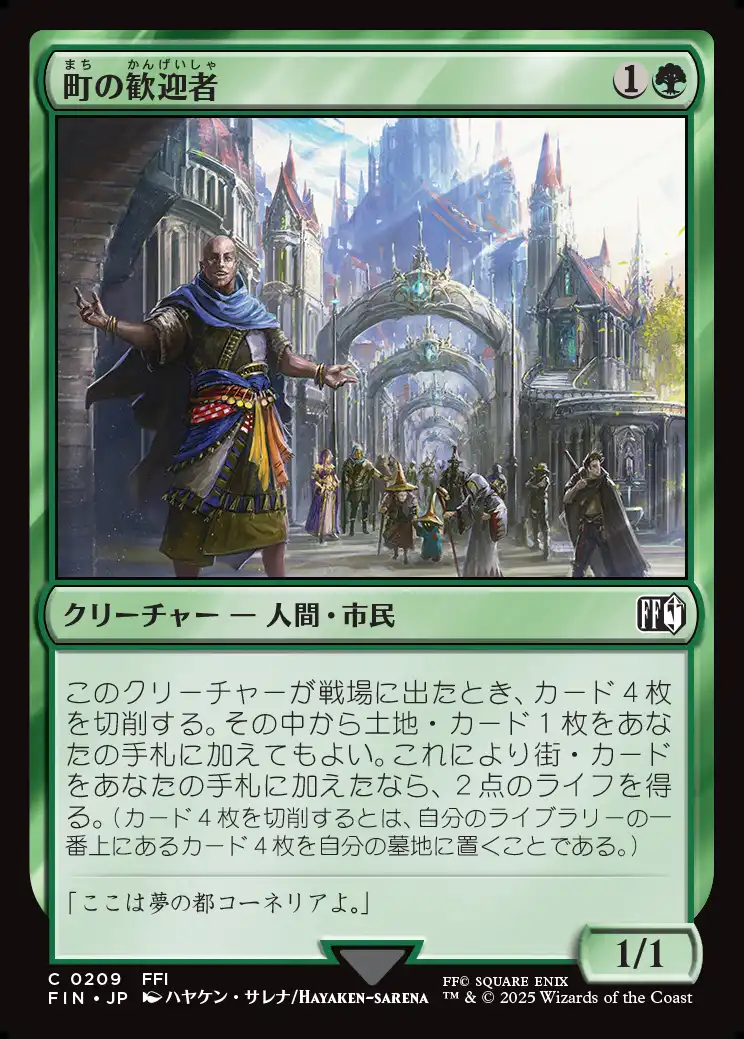 まち かんげいしゃ
町の歓迎者 1
クリーチャー — 人間・市民 FFI
このクリーチャーが戦場に出たとき、カード４枚
を切削する。その中から土地・カード１枚をあな
たの手札に加えてもよい。これにより街・カード
をあなたの手札に加えたなら、２点のライフを得
る。（カード４枚を切削するとは、自分のライブラリーの一
番上にあるカード４枚を自分の墓地に置くことである。）
「ここは夢の都コーネリアよ。」
1/1
C 0209 FFI
FIN • JP ハヤケン・サレナ/Hayaken-sarena
FF© SQUARE ENIX
™ & © 2025 Wizards of the Coast